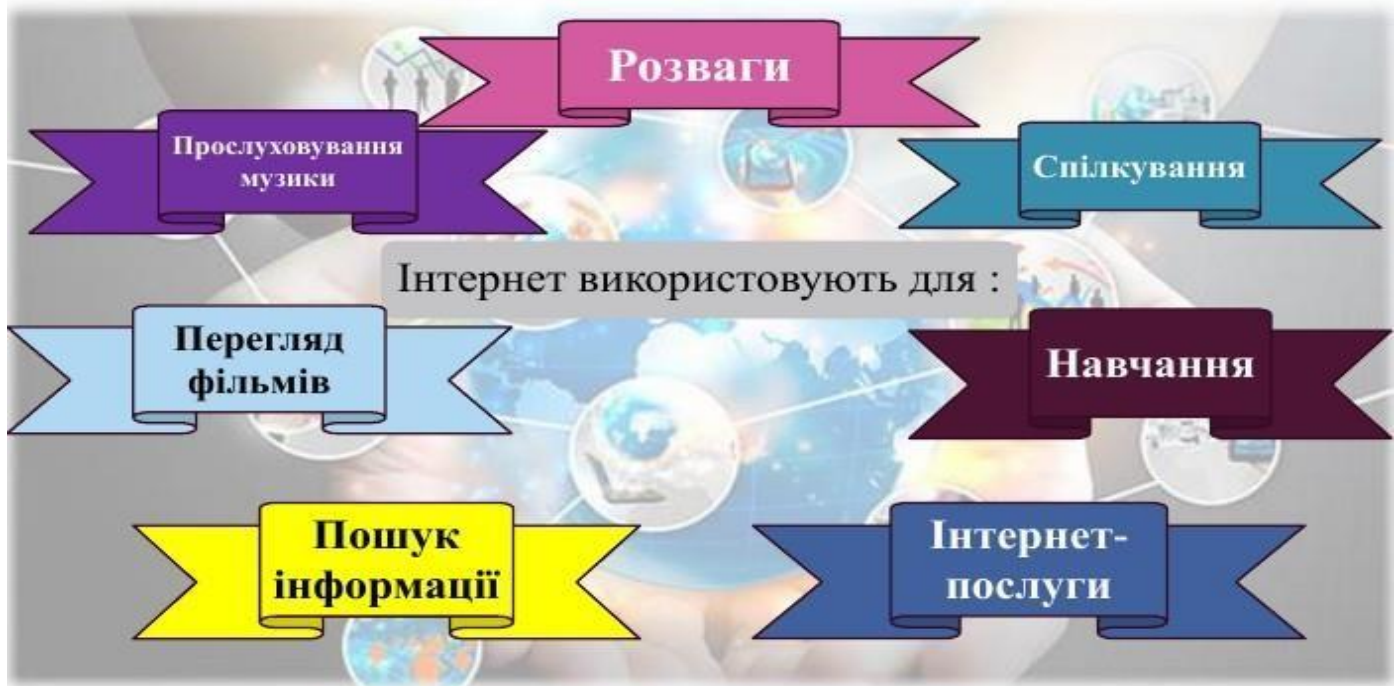 Розваги
Прослуховування
музики
Спілкування
Інтернет використовують для :
Перегляд
фільмів
Навчання
Пошук
інформації
Інтернет-
послуги